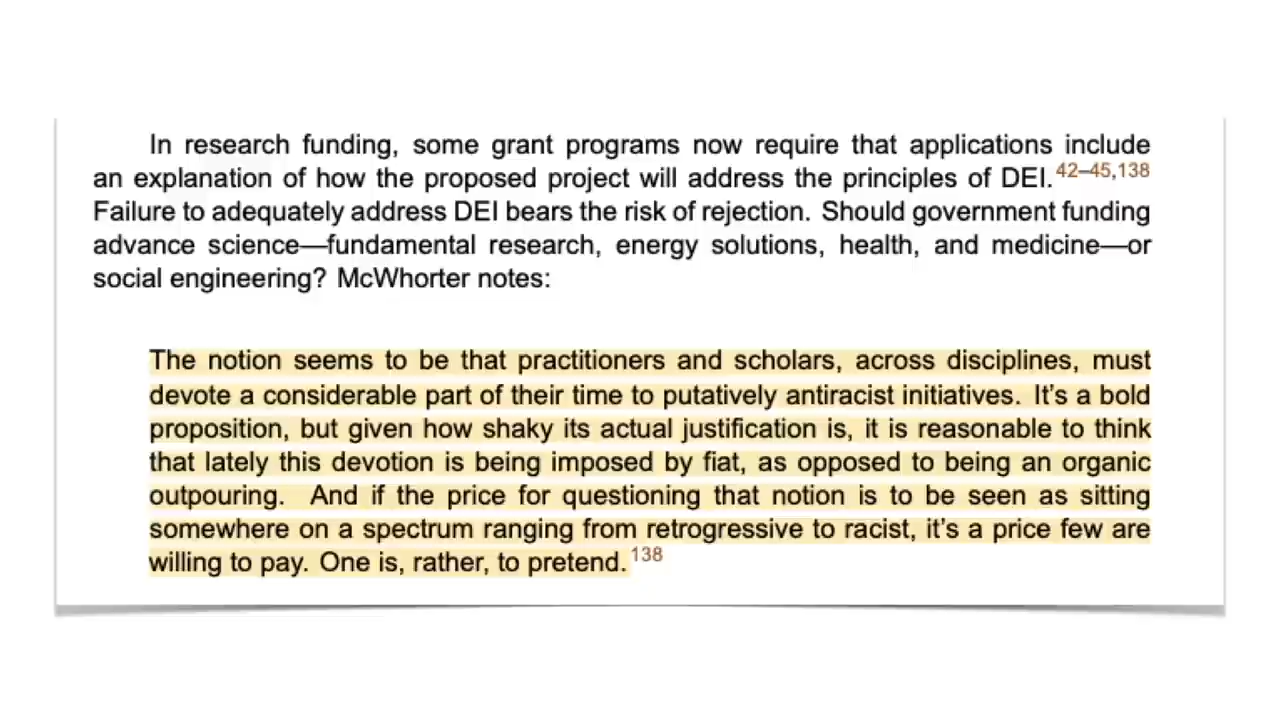 In research funding, some grant programs now require that applications include
an explanation of how the proposed project will address the principles of DEI.42–45,138
Failure to adequately address DEI bears the risk of rejection. Should government funding
advance science—fundamental research, energy solutions, health, and medicine—or
social engineering? McWhorter notes:
The notion seems to be that practitioners and scholars, across disciplines, must
devote a considerable part of their time to putatively antiracist initiatives. It’s a bold
proposition, but given how shaky its actual justification is, it is reasonable to think
that lately this devotion is being imposed by fiat, as opposed to being an organic
outpouring. And if the price for questioning that notion is to be seen as sitting
somewhere on a spectrum ranging from retrogressive to racist, it’s a price few are
willing to pay. One is, rather, to pretend.138